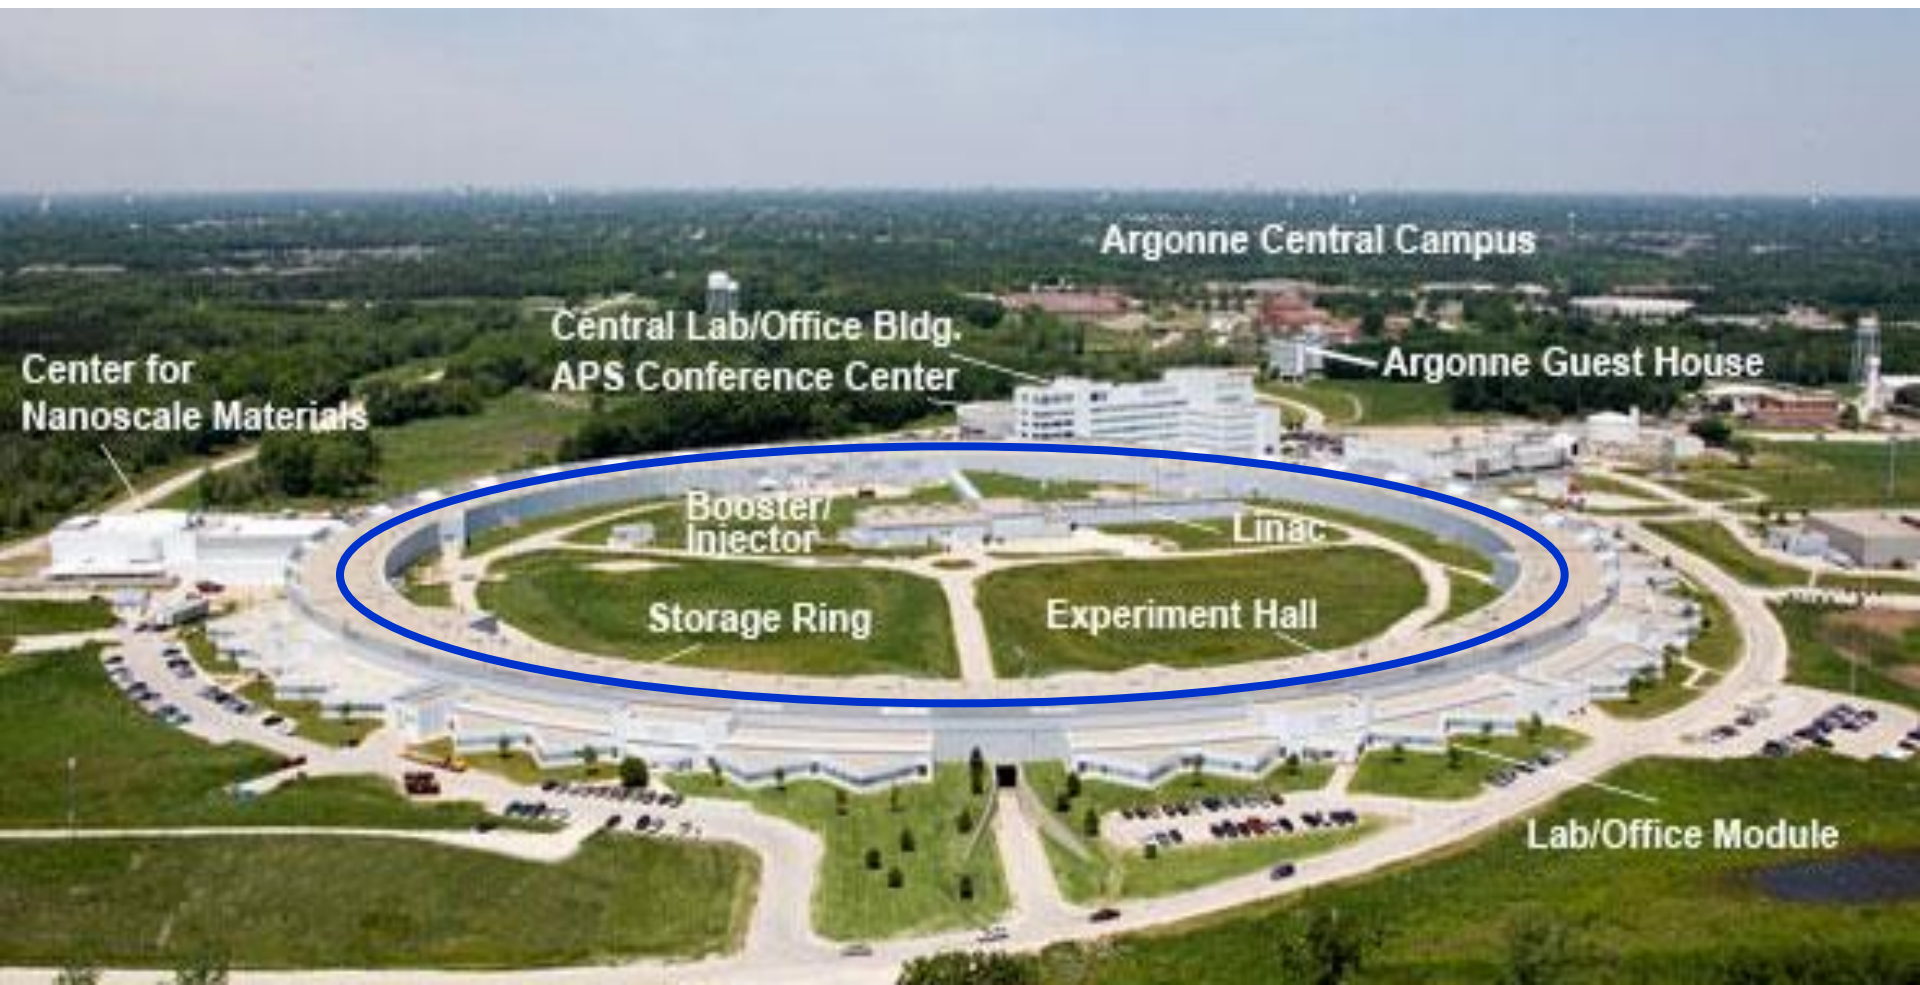 Argonne Central Campus
Central Lab/Office Bldg.
APS Conference Center
Argonne Guest House
Center for
Nanoscale Materials
Booster/
Injector
Linac
Storage Ring
Experiment Hall
Lab/Office Module